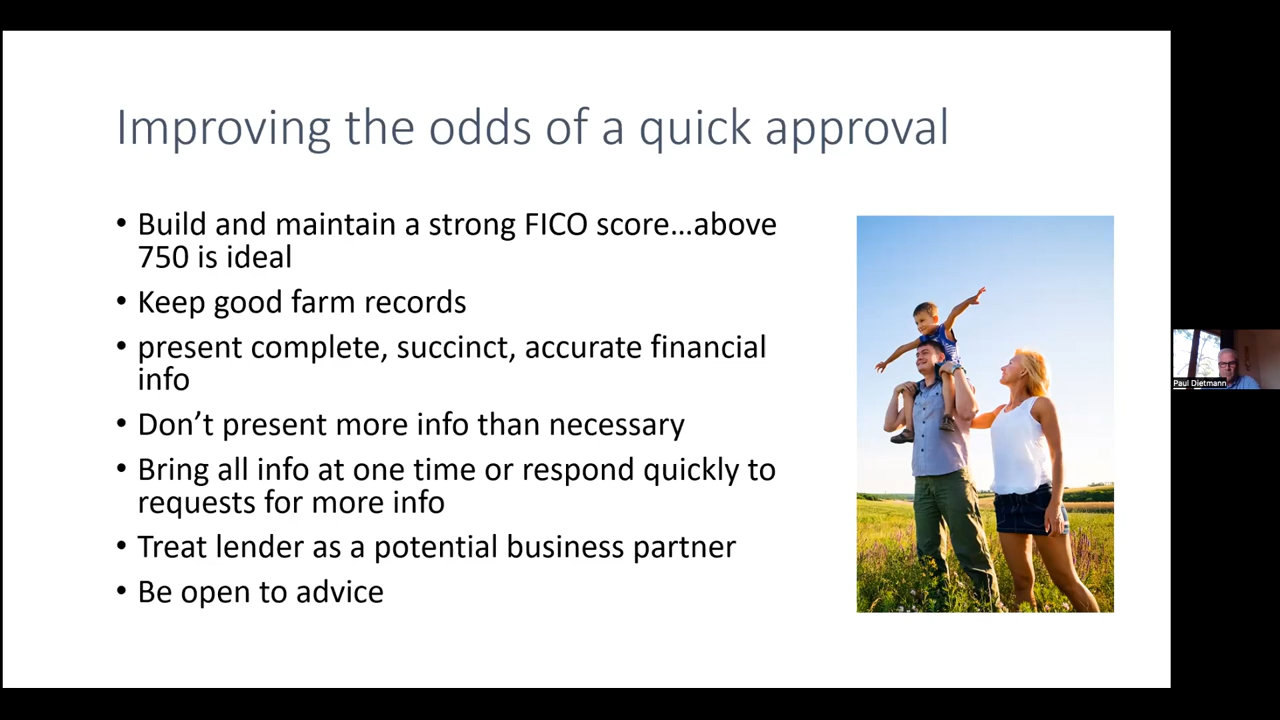 Improving the odds of a quick approval
• Build and maintain a strong FICO score...above
750 is ideal
• Keep good farm records
• present complete, succinct, accurate financial
info
• Don’t present more info than necessary
• Bring all info at one time or respond quickly to
requests for more info
• Treat lender as a potential business partner
• Be open to advice
Paul Dietmann